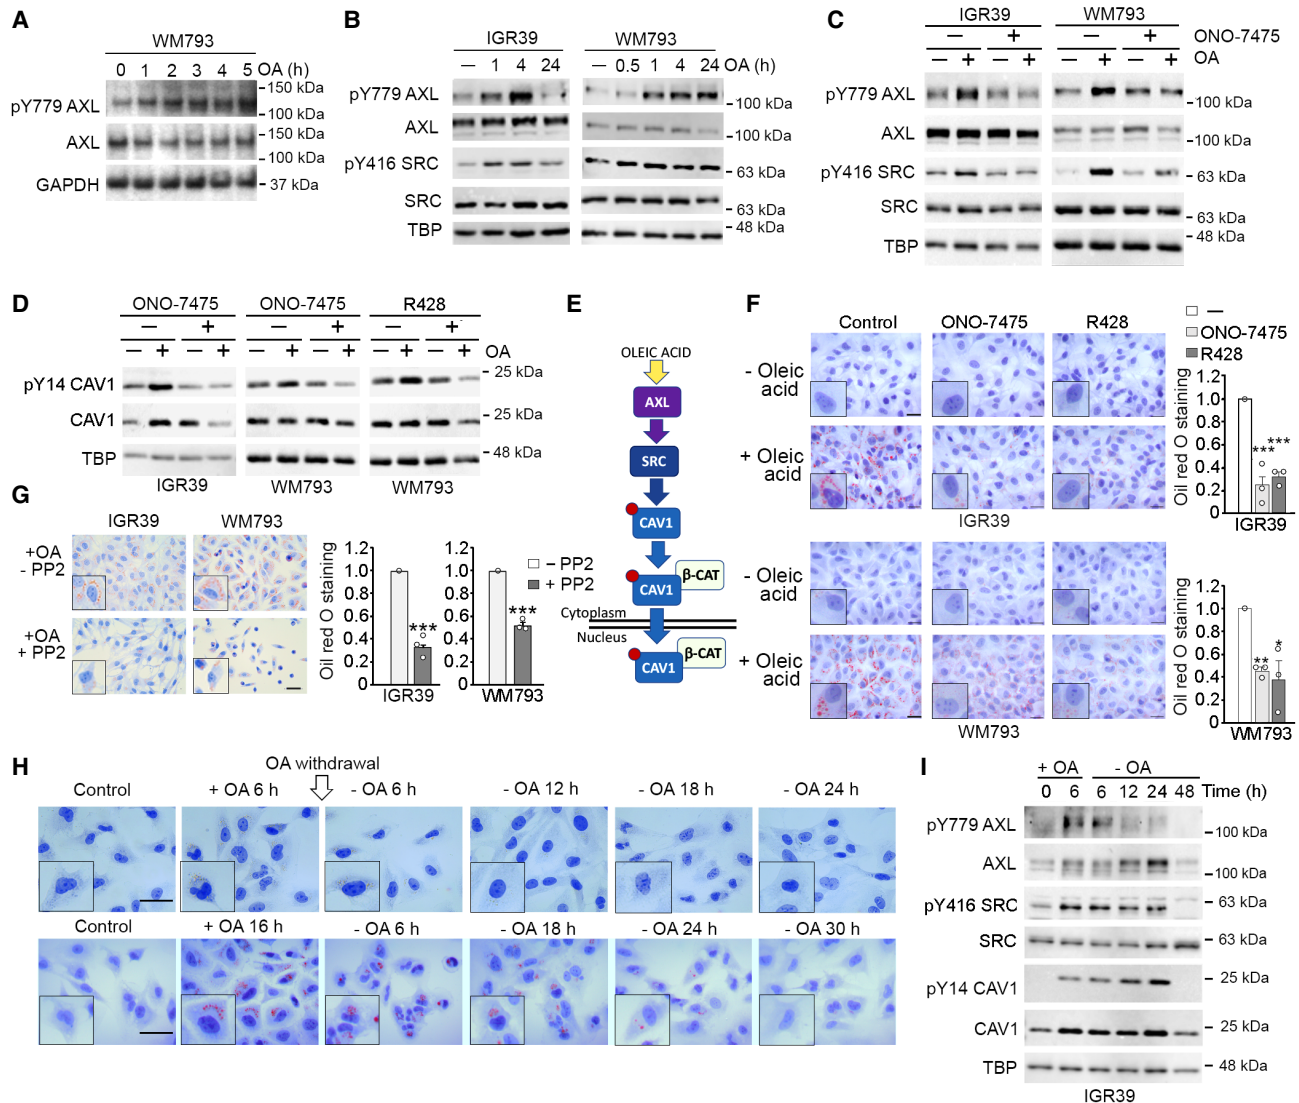 A
WM793
0 1 2 3 4 5 OA (h)
150 kDa
pY779 AXL
100 kDa
150 kDa
AXL
100 kDa
GAPDH
37 kDa
B
IGR39 WM793
— 1 4 24 — 0.5 1 4 24 OA (h)
pY779 AXL
100 kDa
AXL
100 kDa
pY416 SRC
63 kDa
SRC
63 kDa
TBP
48 kDa
C
IGR39 WM793
— + — + ONO-7475
— + — + — + — + OA
pY779 AXL
100 kDa
AXL
100 kDa
pY416 SRC
63 kDa
SRC
63 kDa
TBP
48 kDa
D
ONO-7475 ONO-7475 R428
— + — + — +
— + — + — + — + — + — + OA
25 kDa
pY14 CAV1
CAV1
25 kDa
TBP
48 kDa
IGR39 WM793 WM793
E
OLEIC ACID
AXL
SRC
CAV1
β-CAT
CAV1
Cytoplasm
Nucleus
β-CAT
CAV1
F
Control ONO-7475 R428
- Oleic
acid
+ Oleic
acid
IGR39
- Oleic
acid
+ Oleic
acid
WM793
—
ONO-7475
R428
Oil red O staining
1.2
1
0.8
0.6
0.4
0.2
0
*** ***
IGR39
Oil red O staining
1.2
1
0.8
0.6
0.4
0.2
0
** *
WM793
G
IGR39 WM793
+OA
- PP2
+OA
+ PP2
Oil red O staining
1.2
1
0.8
0.6
0.4
0.2
0
***
IGR39
1.2
1
0.8
0.6
0.4
0.2
0
***
WM793
– PP2
+ PP2
H
OA withdrawal
Control + OA 6 h - OA 6 h - OA 12 h - OA 18 h - OA 24 h
Control + OA 16 h - OA 6 h - OA 18 h - OA 24 h - OA 30 h
I
+ OA - OA
0 6 6 12 24 48 Time (h)
pY779 AXL
100 kDa
AXL
100 kDa
pY416 SRC
63 kDa
SRC
63 kDa
pY14 CAV1
25 kDa
CAV1
25 kDa
TBP
48 kDa
IGR39